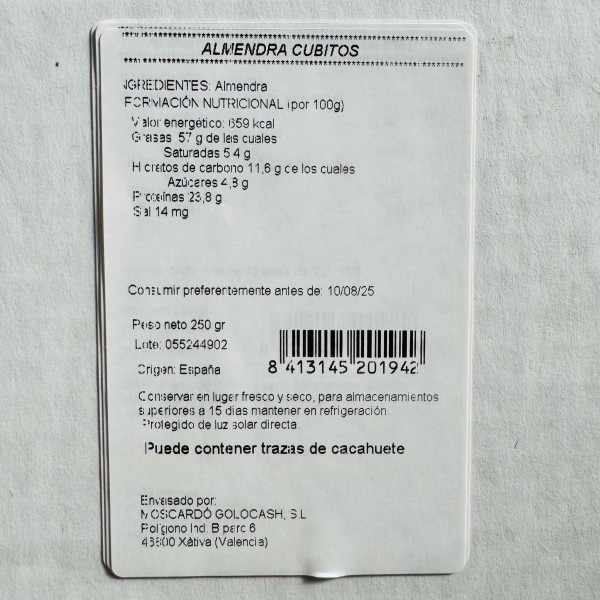 ALMENDRA CUBITOS
INGREDIENTES: Almendra
INFORMACIÓN NUTRICIONAL (por 100g)
Valor energético: 659 kcal
Grasas 57 g de las cuales
Saturadas 5,4 g
Hidratos de carbono 11,6 g de los cuales
Azúcares 4,8 g
Proteínas 23,8 g
Sal 14 mg
Consumir preferentemente antes de: 10/08/25
Peso neto 250 gr
Lote: 055244902
Origen: España
8 413145 201942
Conservar en lugar fresco y seco, para almacenamientos
superiores a 15 dias mantener en refrigeración.
Protegido de luz solar directa.
Puede contener trazas de cacahuete
Envasado por:
MOSCARDÓ GOLOCASH, S.L
Polígono Ind. B parc 6
46800 Xàtiva (Valencia)